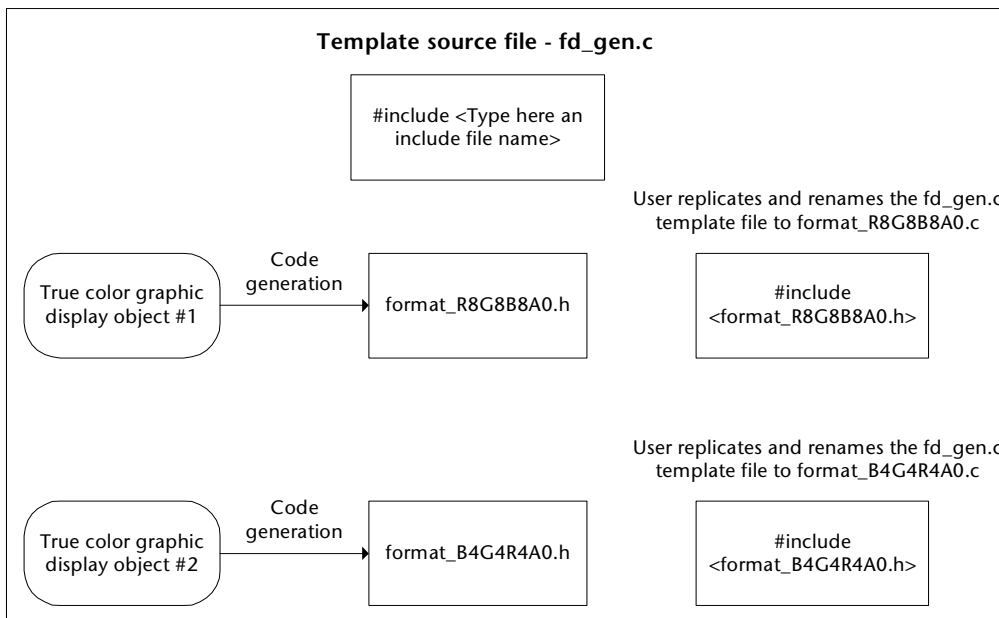 Template source file - fd_gen.c
#include <Type here an
include file name>
User replicates and renames the fd_gen.c
template file to format_R8G8B8A0.c
True color graphic
display object #1
Code
generation
format_R8G8B8A0.h
#include
<format_R8G8B8A0.h>
User replicates and renames the fd_gen.c
template file to format_B4G4R4A0.c
True color graphic
display object #2
Code
generation
format_B4G4R4A0.h
#include
<format_B4G4R4A0.h>